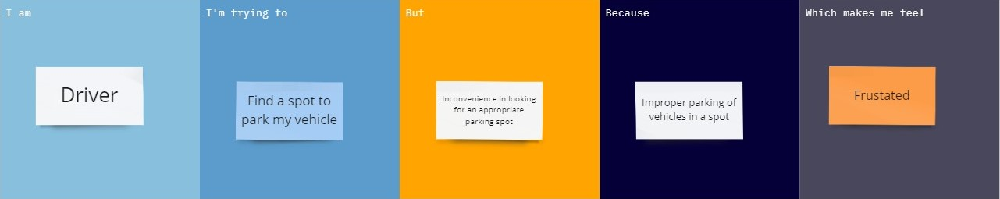 I am
Driver
I'm trying to
Find a spot to
park my vehicle
But
Inconvenience in looking
for an appropriate
parking spot
Because
Improper parking of
vehicles in a spot
Which makes me feel
Frustated